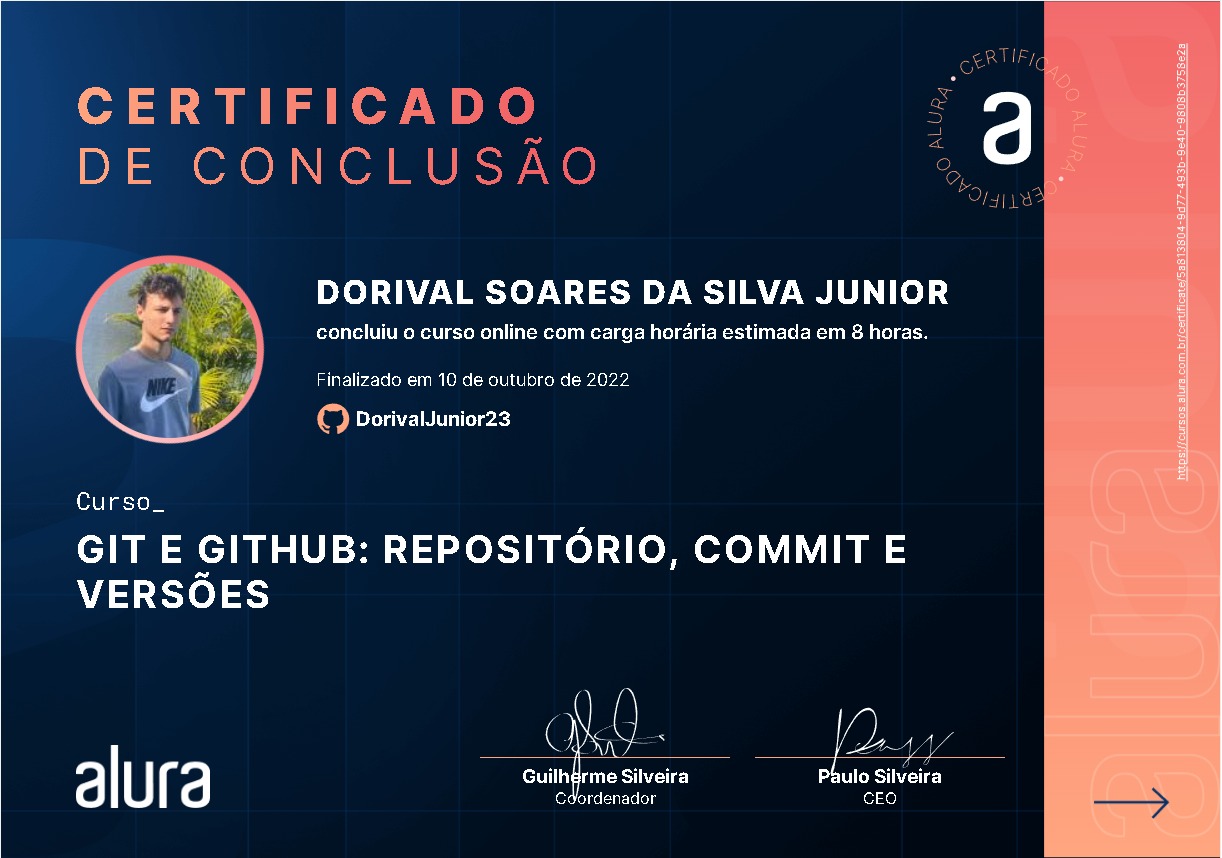 CERTIFICADO
DE CONCLUSÃO
CERTIFICADO ALURA • CERTIFICADO ALURA •
a
https://cursos.alura.com.br/certificate/5a813804-9d77-493b-9e40-9808b3758e2a
DORIVAL SOARES DA SILVA JUNIOR
concluiu o curso online com carga horária estimada em 8 horas.
NIKE
Finalizado em 10 de outubro de 2022
DorivalJunior23
Curso_
GIT E GITHUB: REPOSITÓRIO, COMMIT E
VERSÕES
alura
Guilherme Silveira
Coordenador
Paulo Silveira
CEO
alura